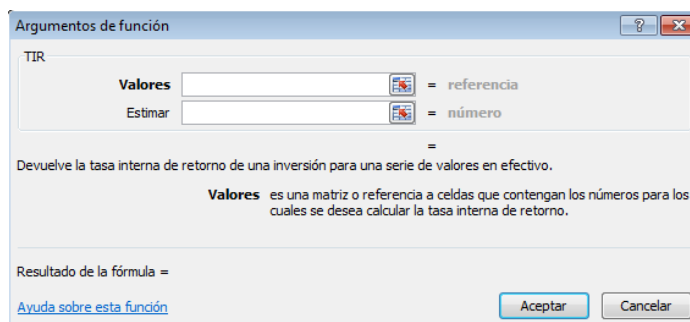 Argumentos de función
TIR
Valores = referencia
Estimar = número
=
Devuelve la tasa interna de retorno de una inversión para una serie de valores en efectivo.
Valores es una matriz o referencia a celdas que contengan los números para los
cuales se desea calcular la tasa interna de retorno.
Resultado de la fórmula =
Ayuda sobre esta función
Aceptar Cancelar